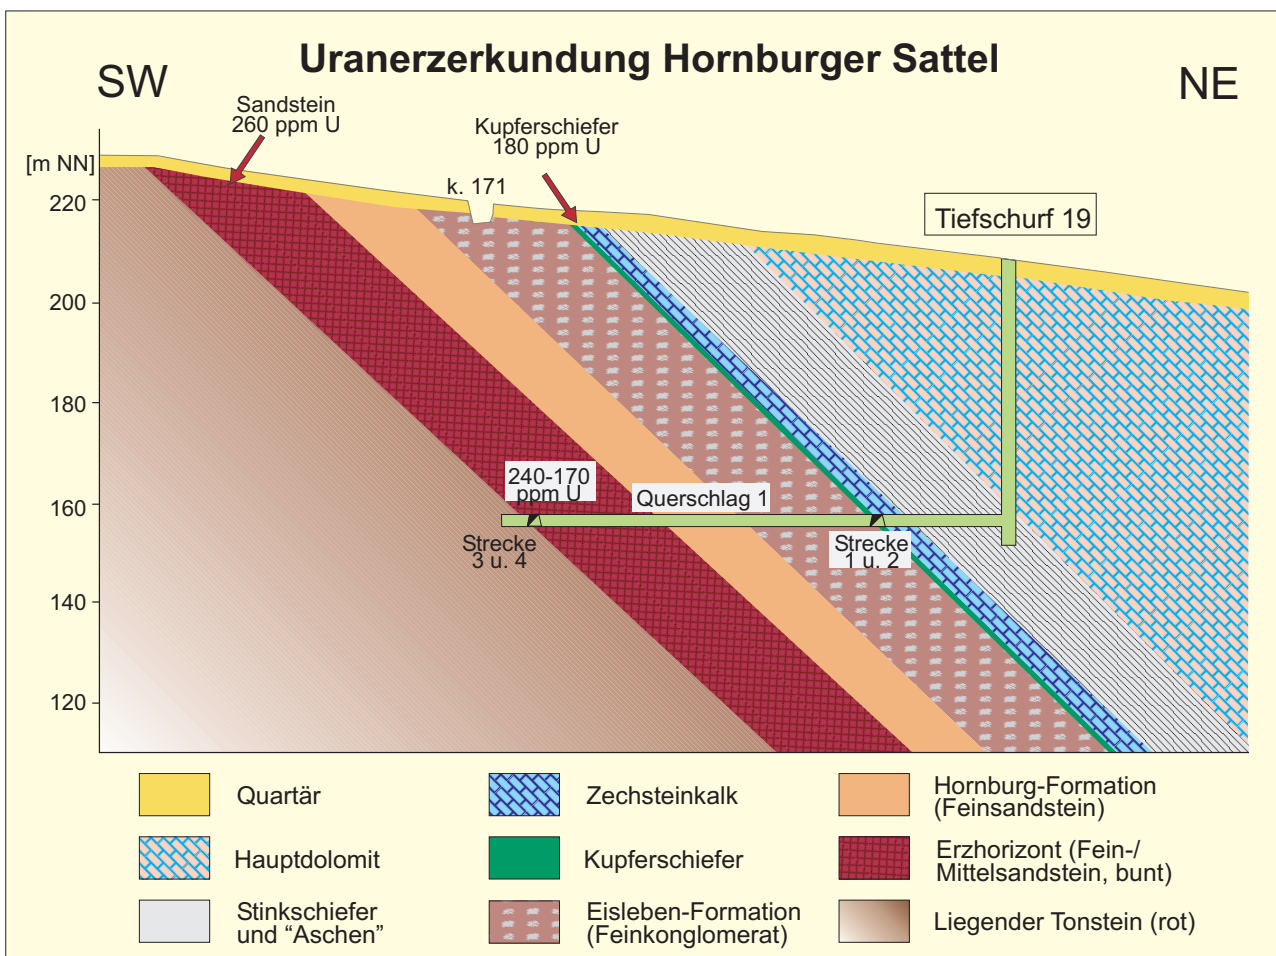 Uranerzerkundung Hornburger Sattel
SW
NE
Sandstein
260 ppm U
Kupferschiefer
180 ppm U
[m NN]
k. 171
220
Tiefschurf 19
200
180
240-170
ppm U
Querschlag 1
160
Strecke
3 u. 4
Strecke
1 u. 2
140
120
Quartär
Zechsteinkalk
Hornburg-Formation
(Feinsandstein)
Hauptdolomit
Kupferschiefer
Erzhorizont (Fein-/
Mittelsandstein, bunt)
Stinkschiefer
und “Aschen”
Eisleben-Formation
(Feinkonglomerat)
Liegender Tonstein (rot)